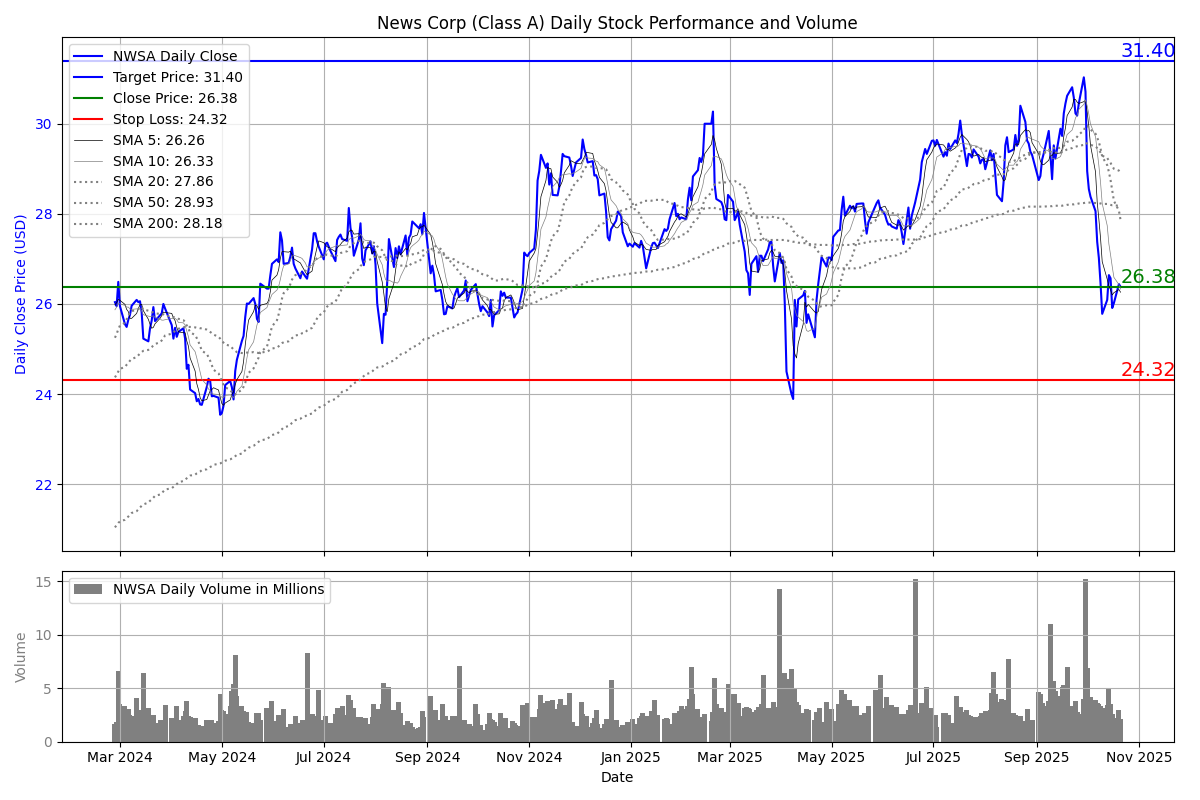 News Corp (Class A) Daily Stock Performance and Volume
NWSA Daily Close
Target Price: 31.40
Close Price: 26.38
Stop Loss: 24.32
SMA 5: 26.26
SMA 10: 26.33
SMA 20: 27.86
SMA 50: 28.93
SMA 200: 28.18
31.40
26.38
24.32
Daily Close Price (USD)
30
28
26
24
22
NWSA Daily Volume in Millions
Volume
15
10
5
0
Mar 2024 May 2024 Jul 2024 Sep 2024 Nov 2024 Jan 2025 Mar 2025 May 2025 Jul 2025 Sep 2025 Nov 2025
Date